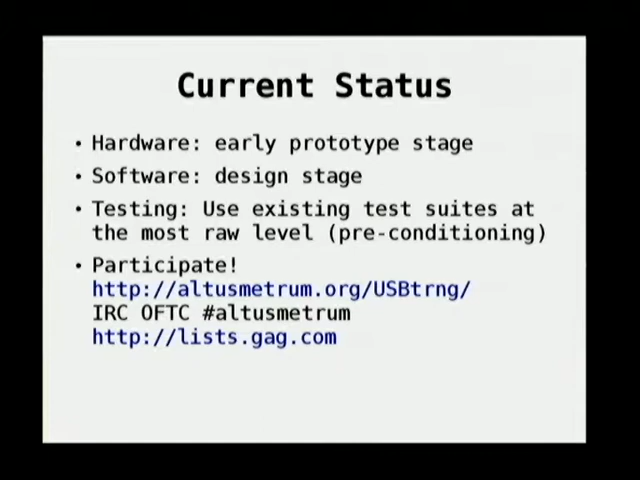 Current Status
• Hardware: early prototype stage
• Software: design stage
• Testing: Use existing test suites at
the most raw level (pre-conditioning)
• Participate!
http://altusmetrum.org/USBtrng/
IRC OFTC #altusmetrum
http://lists.gag.com